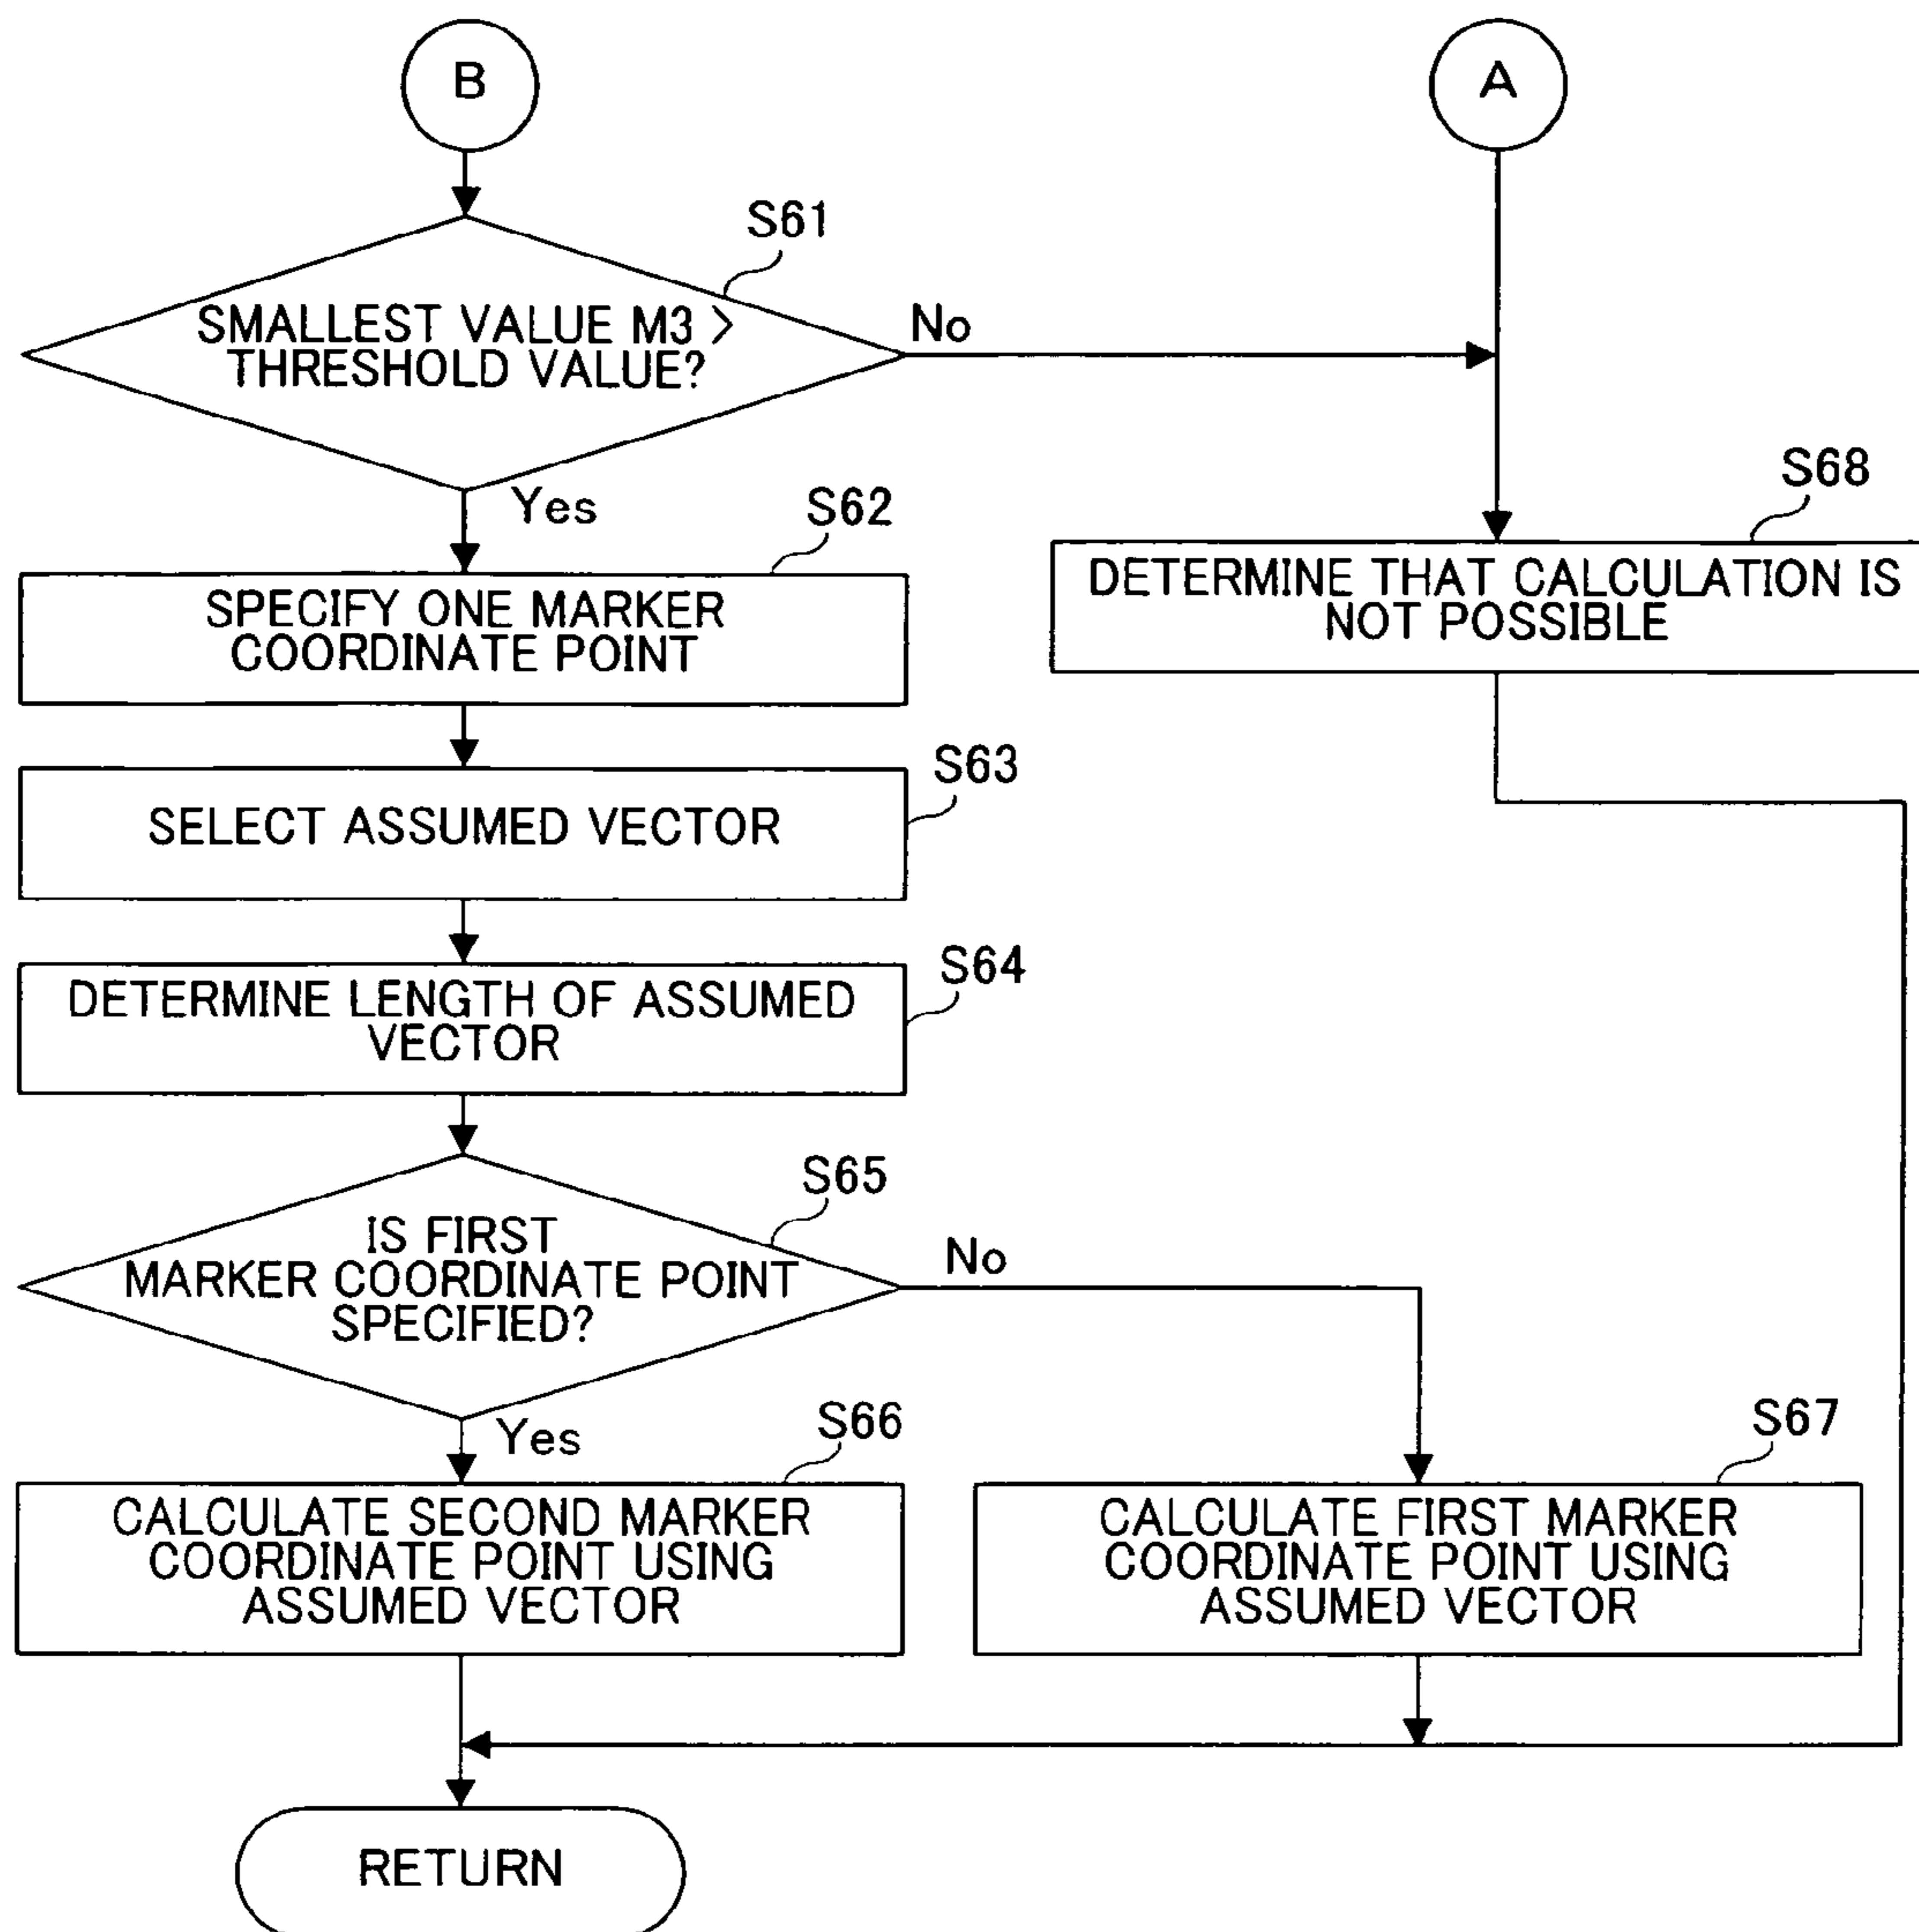 B
A
S61
SMALLEST VALUE M3 >
THRESHOLD VALUE?
No
Yes
S62
SPECIFY ONE MARKER
COORDINATE POINT
S68
DETERMINE THAT CALCULATION IS
NOT POSSIBLE
S63
SELECT ASSUMED VECTOR
S64
DETERMINE LENGTH OF ASSUMED
VECTOR
S65
IS FIRST
MARKER COORDINATE POINT
SPECIFIED?
No
Yes
S66
CALCULATE SECOND MARKER
COORDINATE POINT USING
ASSUMED VECTOR
S67
CALCULATE FIRST MARKER
COORDINATE POINT USING
ASSUMED VECTOR
RETURN